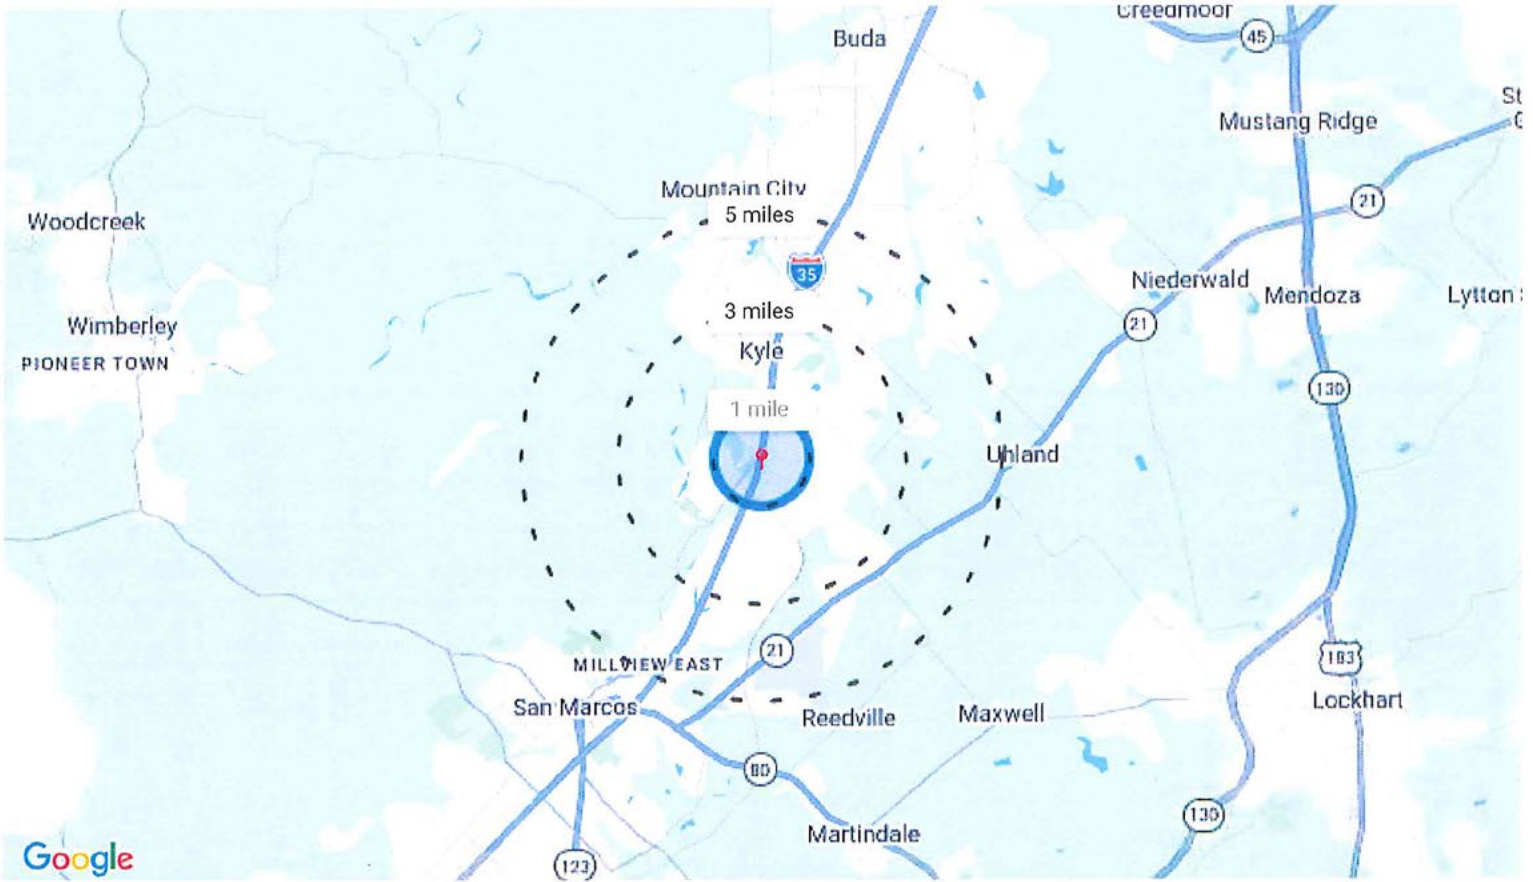 Creedmoor
45
Buda
Mustang Ridge
Mountain City
21
5 miles
Woodcreek
35
Niederwald
Mendoza
Lytton
3 miles
21
Wimberley
Kyle
PIONEER TOWN
130
1 mile
Uhland
21
183
MILLVIEW EAST
Lockhart
San Marcos
Reedville
Maxwell
80
130
Martindale
Google
123